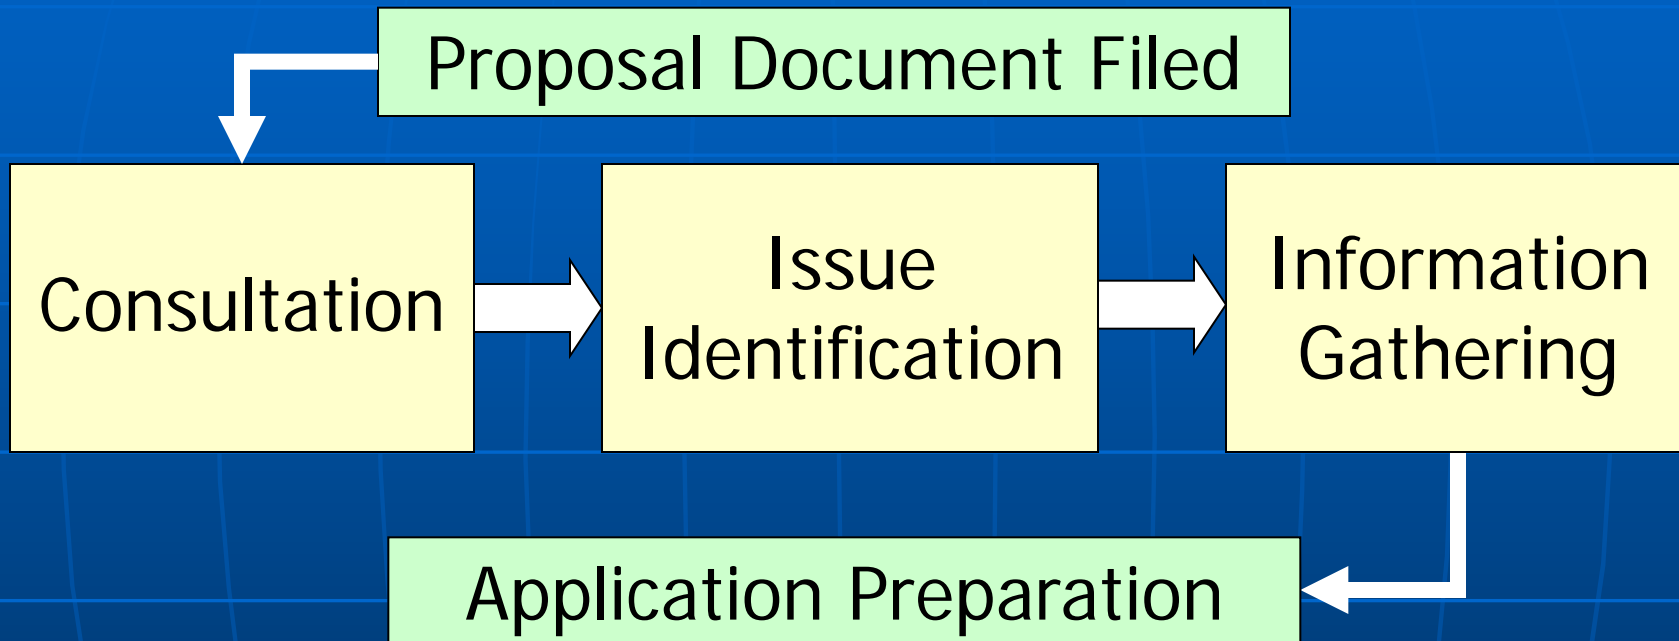 Proposal Document Filed
Consultation
Issue
Identification
Information
Gathering
Application Preparation